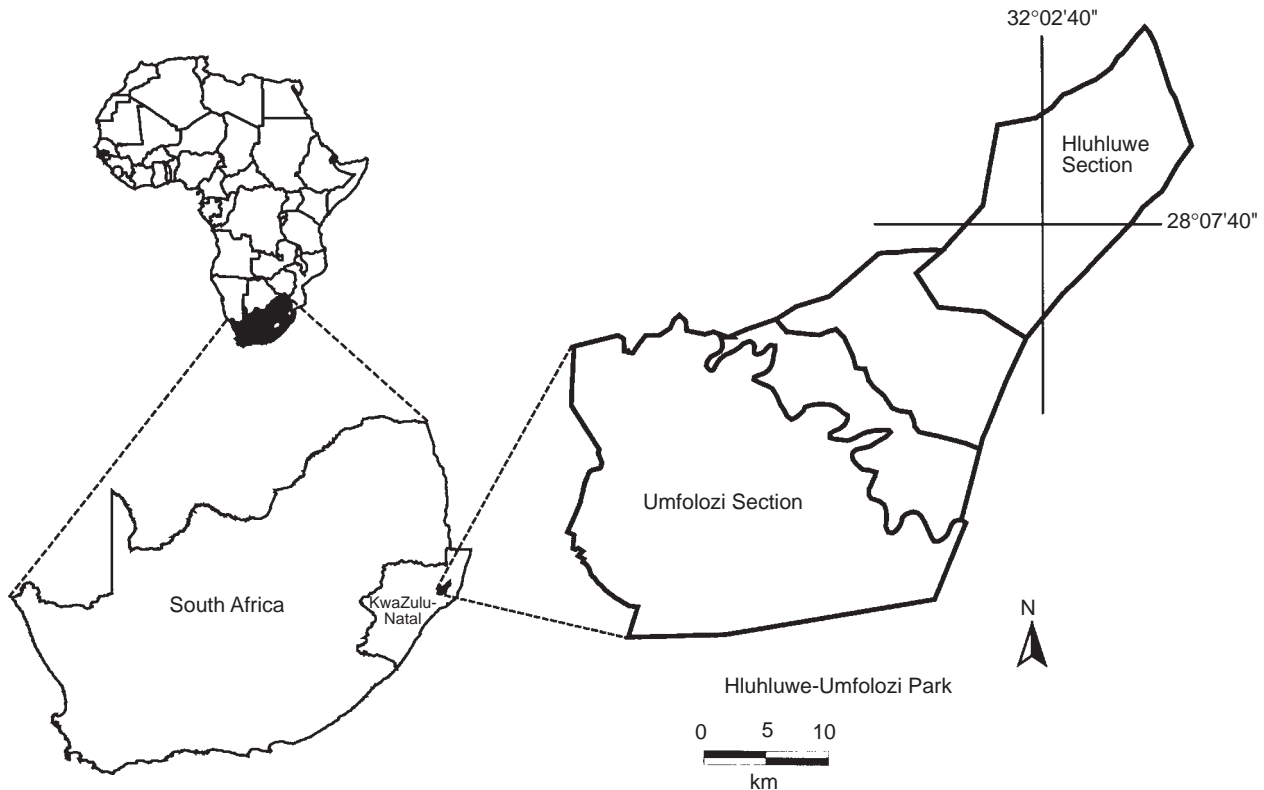 32°02'40"
Hluhluwe
Section
28°07'40"
Umfolozi Section
South Africa
KwaZulu-
Natal
N
Hluhluwe-Umfolozi Park
0 5 10
km